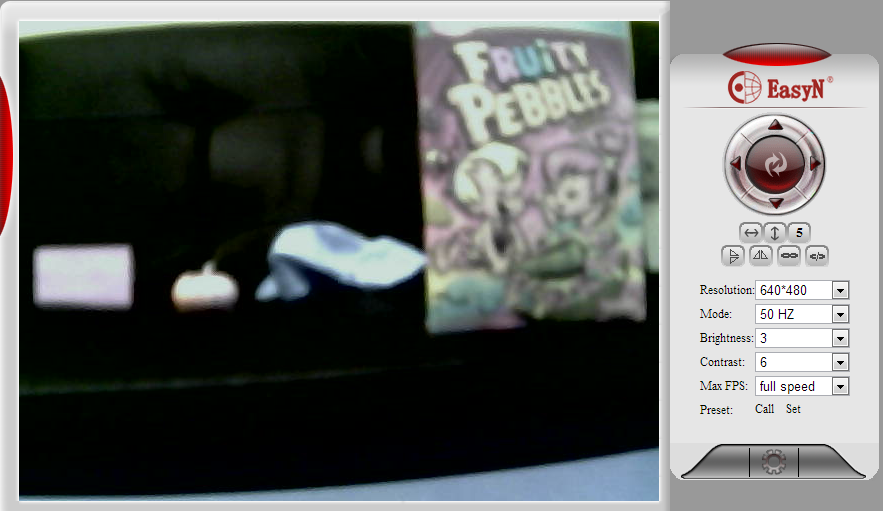 FRUiTY
PEBBLES
EasyN®
5
Resolution: 640*480
Mode: 50 HZ
Brightness: 3
Contrast: 6
Max FPS: full speed
Preset: Call Set